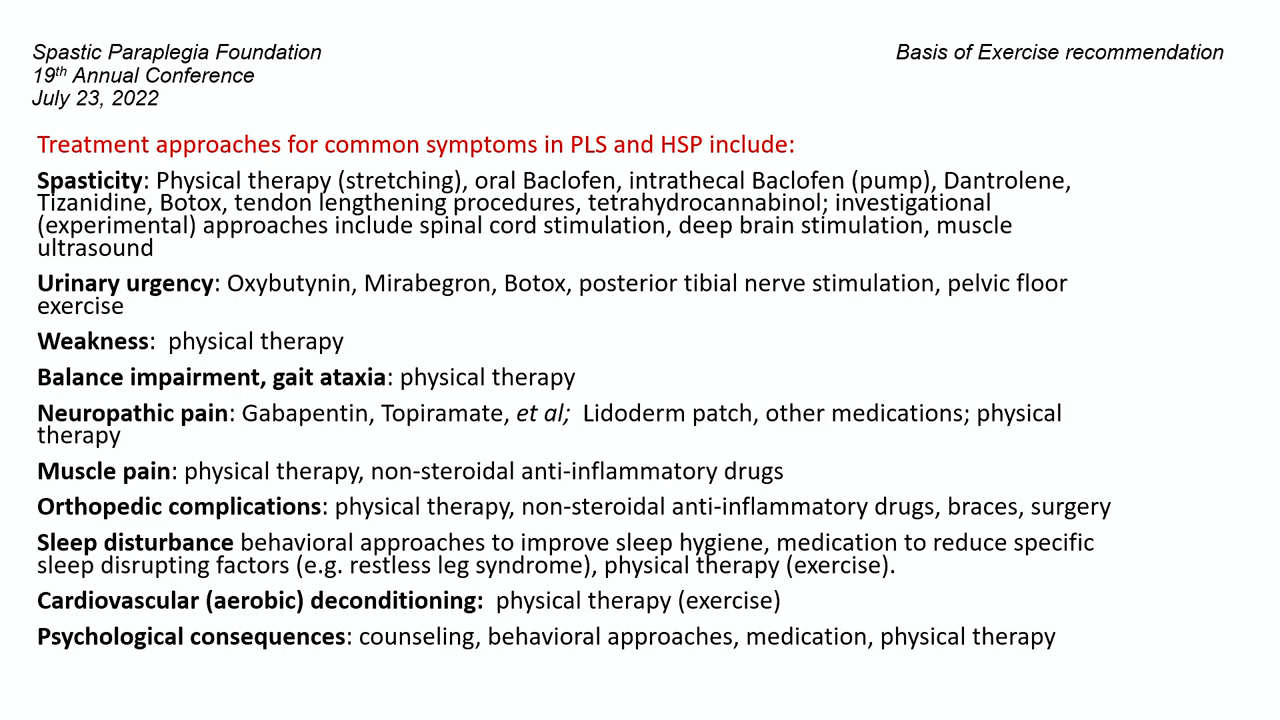 Spastic Paraplegia Foundation
19th Annual Conference
July 23, 2022
Basis of Exercise recommendation
Treatment approaches for common symptoms in PLS and HSP include:
Spasticity: Physical therapy (stretching), oral Baclofen, intrathecal Baclofen (pump), Dantrolene,
Tizanidine, Botox, tendon lengthening procedures, tetrahydrocannabinol; investigational
(experimental) approaches include spinal cord stimulation, deep brain stimulation, muscle
ultrasound
Urinary urgency: Oxybutynin, Mirabegron, Botox, posterior tibial nerve stimulation, pelvic floor
exercise
Weakness:  physical therapy
Balance impairment, gait ataxia: physical therapy
Neuropathic pain: Gabapentin, Topiramate, et al;  Lidoderm patch, other medications; physical
therapy
Muscle pain: physical therapy, non-steroidal anti-inflammatory drugs
Orthopedic complications: physical therapy, non-steroidal anti-inflammatory drugs, braces, surgery
Sleep disturbance behavioral approaches to improve sleep hygiene, medication to reduce specific
sleep disrupting factors (e.g. restless leg syndrome), physical therapy (exercise).
Cardiovascular (aerobic) deconditioning:  physical therapy (exercise)
Psychological consequences: counseling, behavioral approaches, medication, physical therapy